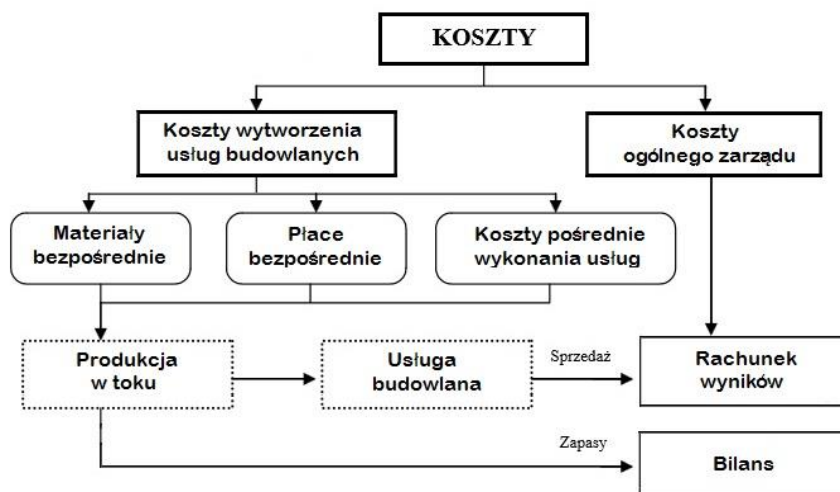 KOSZTY
Koszty wytworzenia
usług budowlanych
Koszty
ogólnego zarządu
Materiały
bezpośrednie
Płace
bezpośrednie
Koszty pośrednie
wykonania usług
Produkcja
w toku
Usługa
budowlana
Sprzedaż
Rachunek
wyników
Zapasy
Bilans